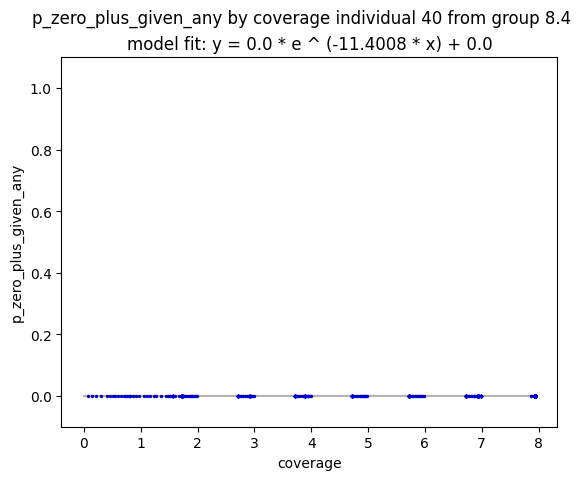 p_zero_plus_given_any by coverage individual 40 from group 8.4
model fit: y = 0.0 * e ^ (-11.4008 * x) + 0.0
1.0
0.8
0.6
0.4
0.2
0.0
p_zero_plus_given_any
0 1 2 3 4 5 6 7 8
coverage